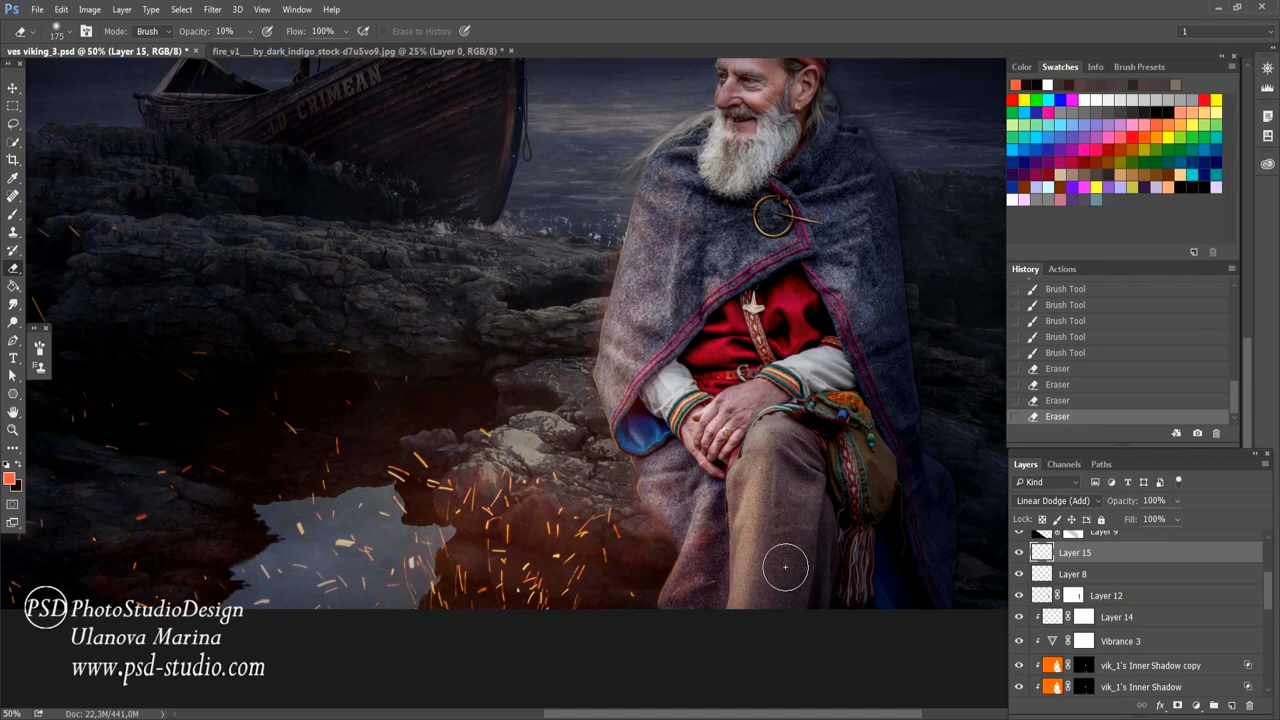 Ps File Edit Image Layer Type Select Filter 3D View Window Help
175 Mode: Brush Opacity: 10% Flow: 100% Erase to History 1
ves viking_3.psd @ 50% (Layer 15, RGB/8) * × fire_v1___by_dark_indigo_stock-d7u5vo9.jpg @ 25% (Layer 0, RGB/8) * ×
Color Swatches Info Brush Presets
CRIMEAN
History Actions
Brush Tool
Brush Tool
Brush Tool
Brush Tool
Brush Tool
Eraser
Eraser
Eraser
Eraser
Layers Channels Paths
Kind
Linear Dodge (Add) Opacity: 100%
Lock: Fill: 100%
Layer 9
Layer 15
Layer 8
Layer 12
Layer 14
Vibrance 3
vik_1's Inner Shadow copy
vik_1's Inner Shadow
PSD PhotoStudioDesign
Ulanova Marina
www.psd-studio.com
50% Doc: 22,3M/441,0M